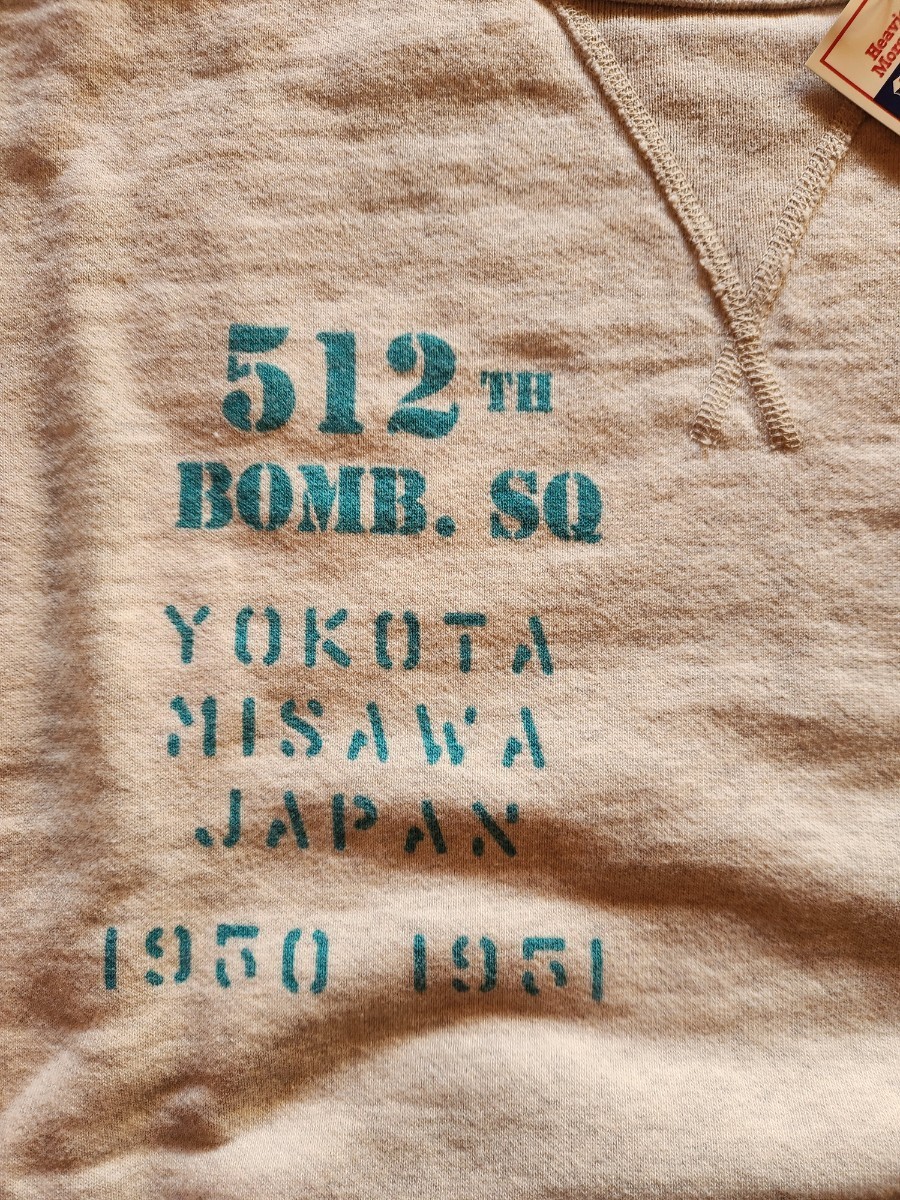 512TH
BOMB. SQ
YOKOTA
MISAWA
JAPAN
1950 1951